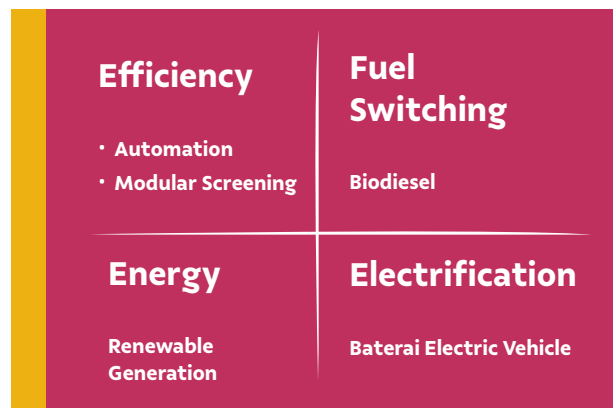 Efficiency
• Automation
• Modular Screening
Fuel
Switching
Biodiesel
Energy
Renewable
Generation
Electrification
Baterai Electric Vehicle